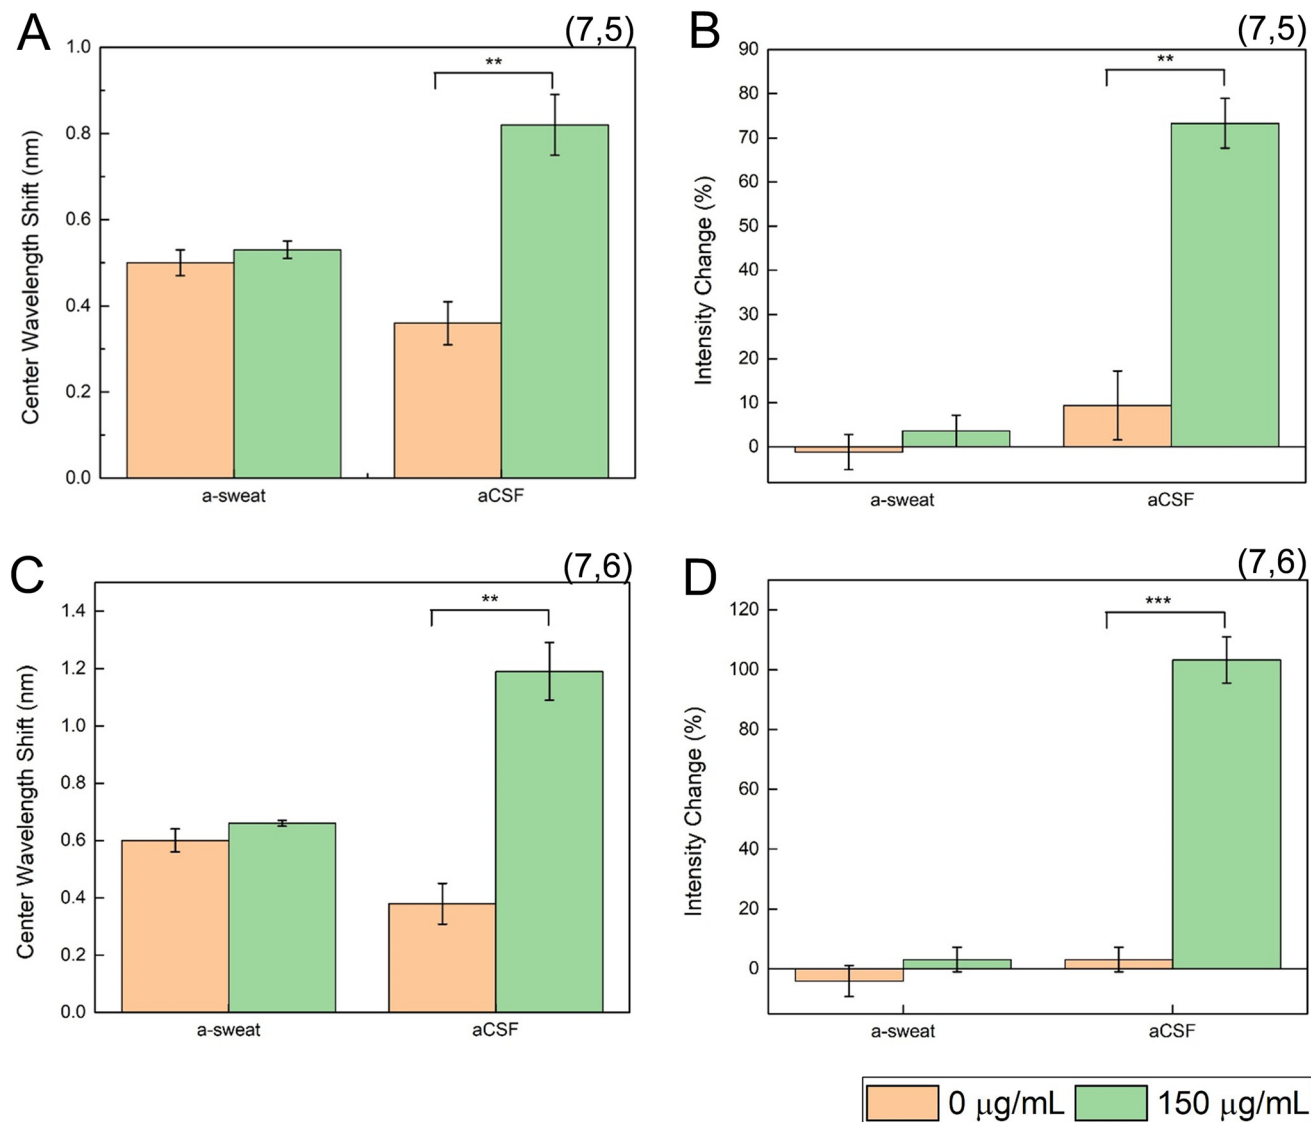 A
(7,5)
1.0
0.8
0.6
0.4
0.2
0.0
Center Wavelength Shift (nm)
**
a-sweat
aCSF
B
(7,5)
90
80
70
60
50
40
30
20
10
0
Intensity Change (%)
**
a-sweat
aCSF
C
(7,6)
1.4
1.2
1.0
0.8
0.6
0.4
0.2
0.0
Center Wavelength Shift (nm)
**
a-sweat
aCSF
D
(7,6)
120
100
80
60
40
20
0
Intensity Change (%)
***
a-sweat
aCSF
0 μg/mL
150 μg/mL